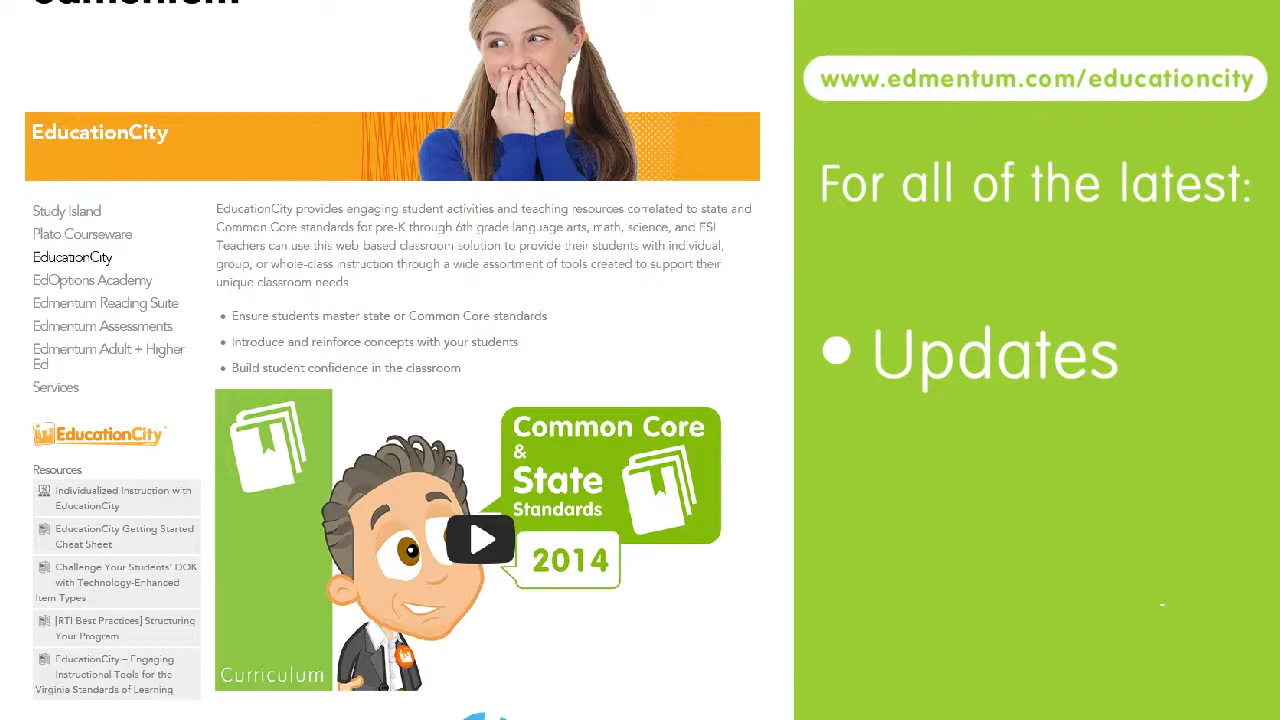 EducationCity
Study Island
Plato Courseware
EducationCity
EdOptions Academy
Edmentum Reading Suite
Edmentum Assessments
Edmentum Adult + Higher
Ed
Services
EducationCity
Resources
Individualized Instruction with
EducationCity
EducationCity Getting Started
Cheat Sheet
Challenge Your Students' DOK
with Technology-Enhanced
Item Types
[RTI Best Practices] Structuring
Your Program
EducationCity – Engaging
Instructional Tools for the
Virginia Standards of Learning
EducationCity provides engaging student activities and teaching resources correlated to state and
Common Core standards for pre-K through 6th grade language arts, math, science, and ESL
Teachers can use this web based classroom solution to provide their students with individual,
group, or whole-class instruction through a wide assortment of tools created to support their
unique classroom needs
• Ensure students master state or Common Core standards
• Introduce and reinforce concepts with your students
• Build student confidence in the classroom
Common Core
&
State
Standards
2014
Curriculum
www.edmentum.com/educationcity
For all of the latest:
• Updates